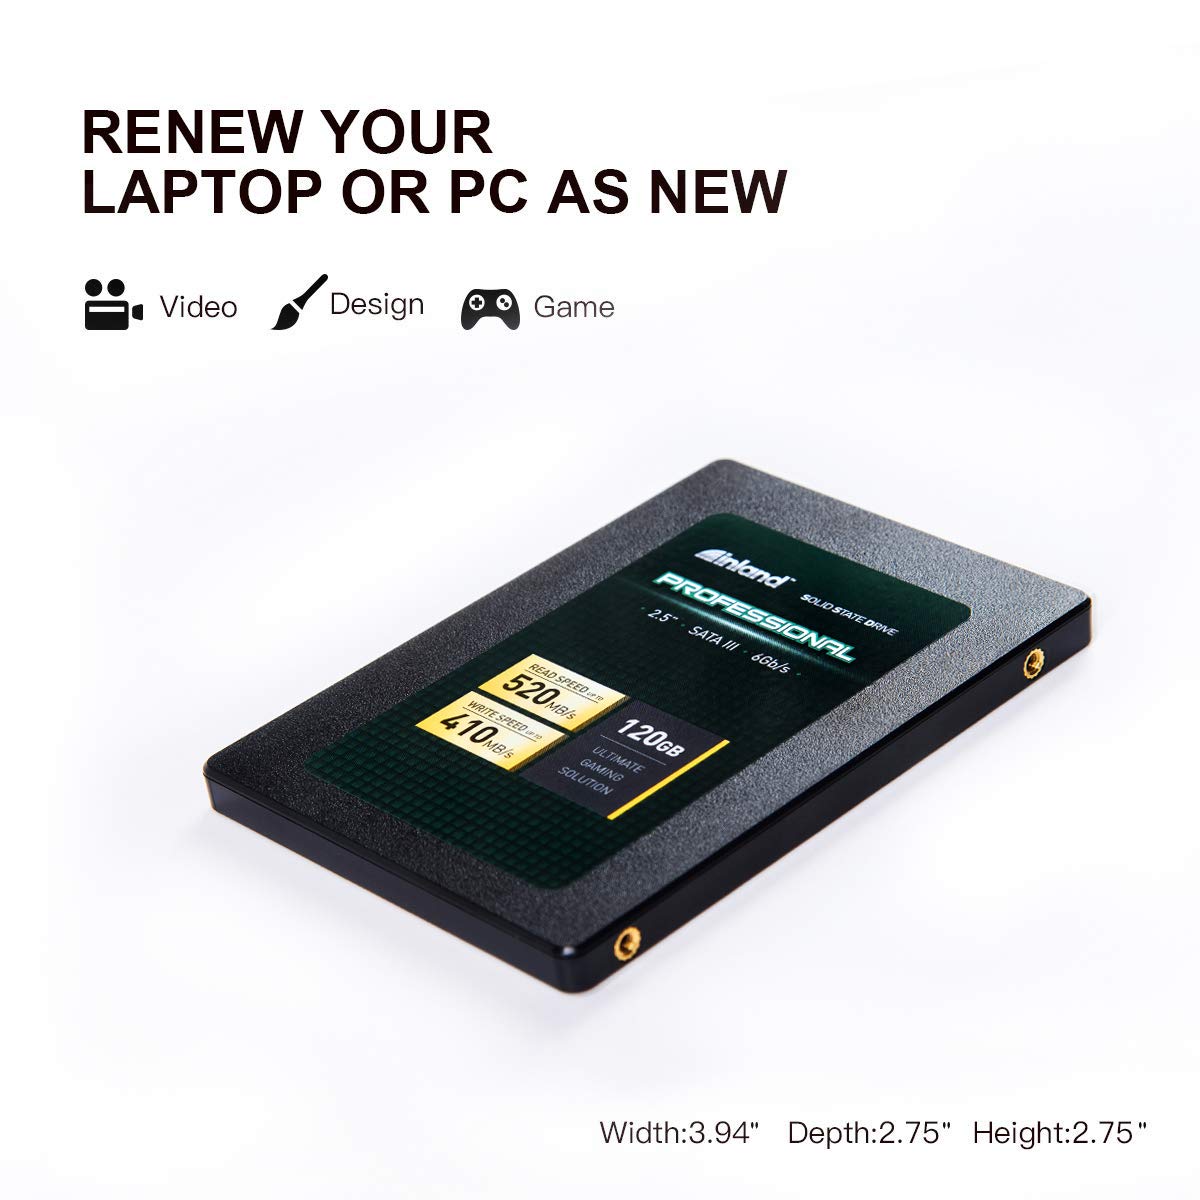 RENEW YOUR
LAPTOP OR PC AS NEW
Video Design Game
inland™
PROFESSIONAL SOLID STATE DRIVE
2.5" · SATA III · 6Gb/s
READ SPEED UP TO
520MB/s
WRITE SPEED UP TO
410MB/s
120GB
ULTIMATE
GAMING
SOLUTION
Width:3.94" Depth:2.75" Height:2.75"